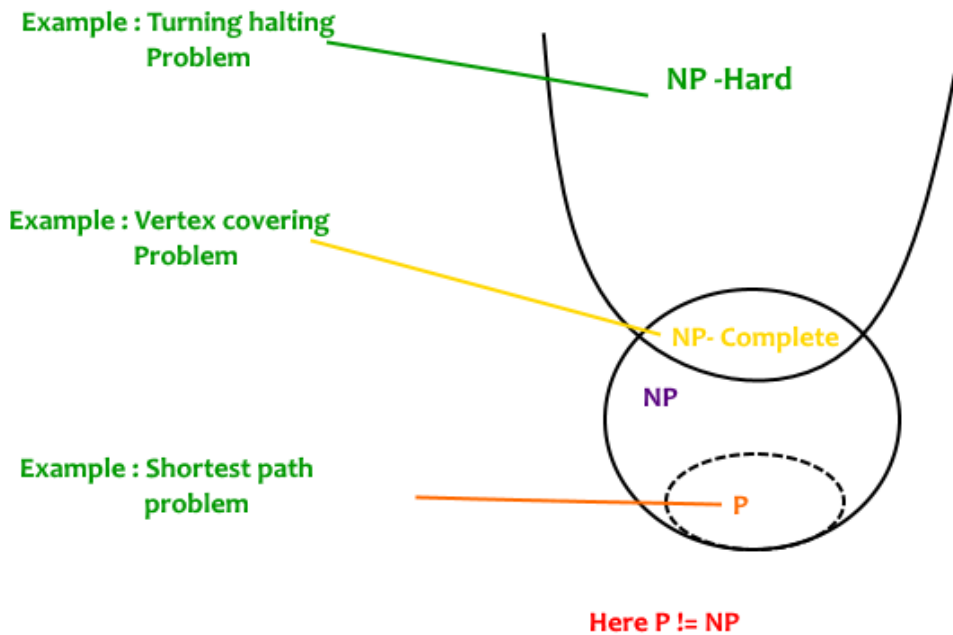 Example : Turning halting
Problem
NP -Hard
Example : Vertex covering
Problem
NP- Complete
NP
Example : Shortest path
problem
P
Here P != NP